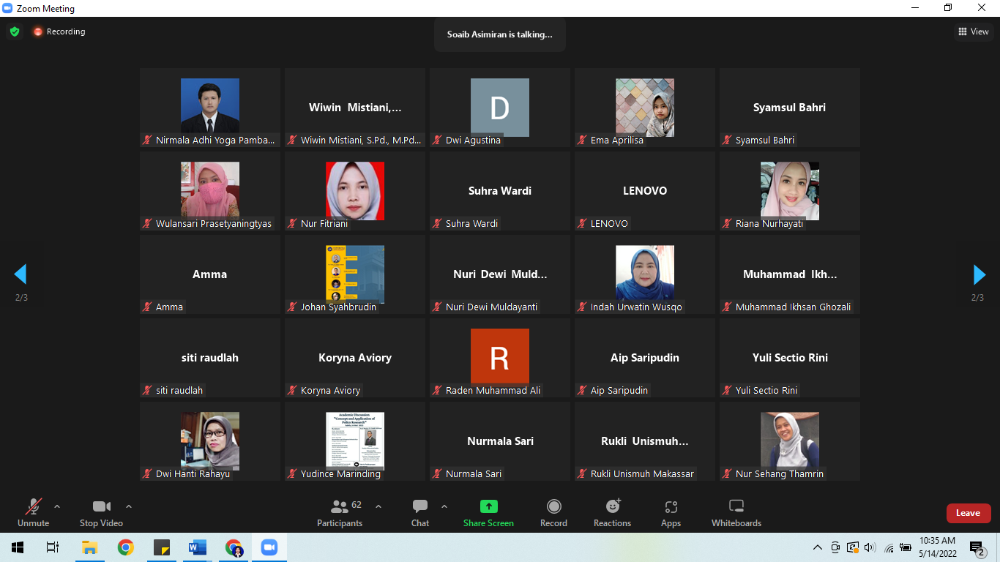 Zoom Meeting
Recording
Soaib Asimiran is talking...
View
Nirmala Adhi Yoga Pamba...
Wiwin Mistiani,...
Wiwin Mistiani, S.Pd., M.Pd...
D
Dwi Agustina
Ema Aprilisa
Syamsul Bahri
Syamsul Bahri
Wulansari Prasetyaningtyas
Nur Fitriani
Suhra Wardi
Suhra Wardi
LENOVO
LENOVO
Riana Nurhayati
Amma
Amma
Johan Syahbrudin
Nuri Dewi Muld...
Nuri Dewi Muldayanti
Indah Urwatin Wusqo
Muhammad Ikh...
Muhammad Ikhsan Ghozali
2/3
2/3
siti raudlah
siti raudlah
Koryna Aviory
Koryna Aviory
R
Raden Muhammad Ali
Aip Saripudin
Aip Saripudin
Yuli Sectio Rini
Yuli Sectio Rini
Dwi Hanti Rahayu
Academic Discussion
"Concept and Application of
Policy Research"
Yudince Marinding
Nurmala Sari
Nurmala Sari
Rukli Unismuh...
Rukli Unismuh Makassar
Nur Sehang Thamrin
Unmute
Stop Video
62
Participants
Chat
Share Screen
Record
Reactions
Apps
Whiteboards
Leave
10:35 AM
5/14/2022
2